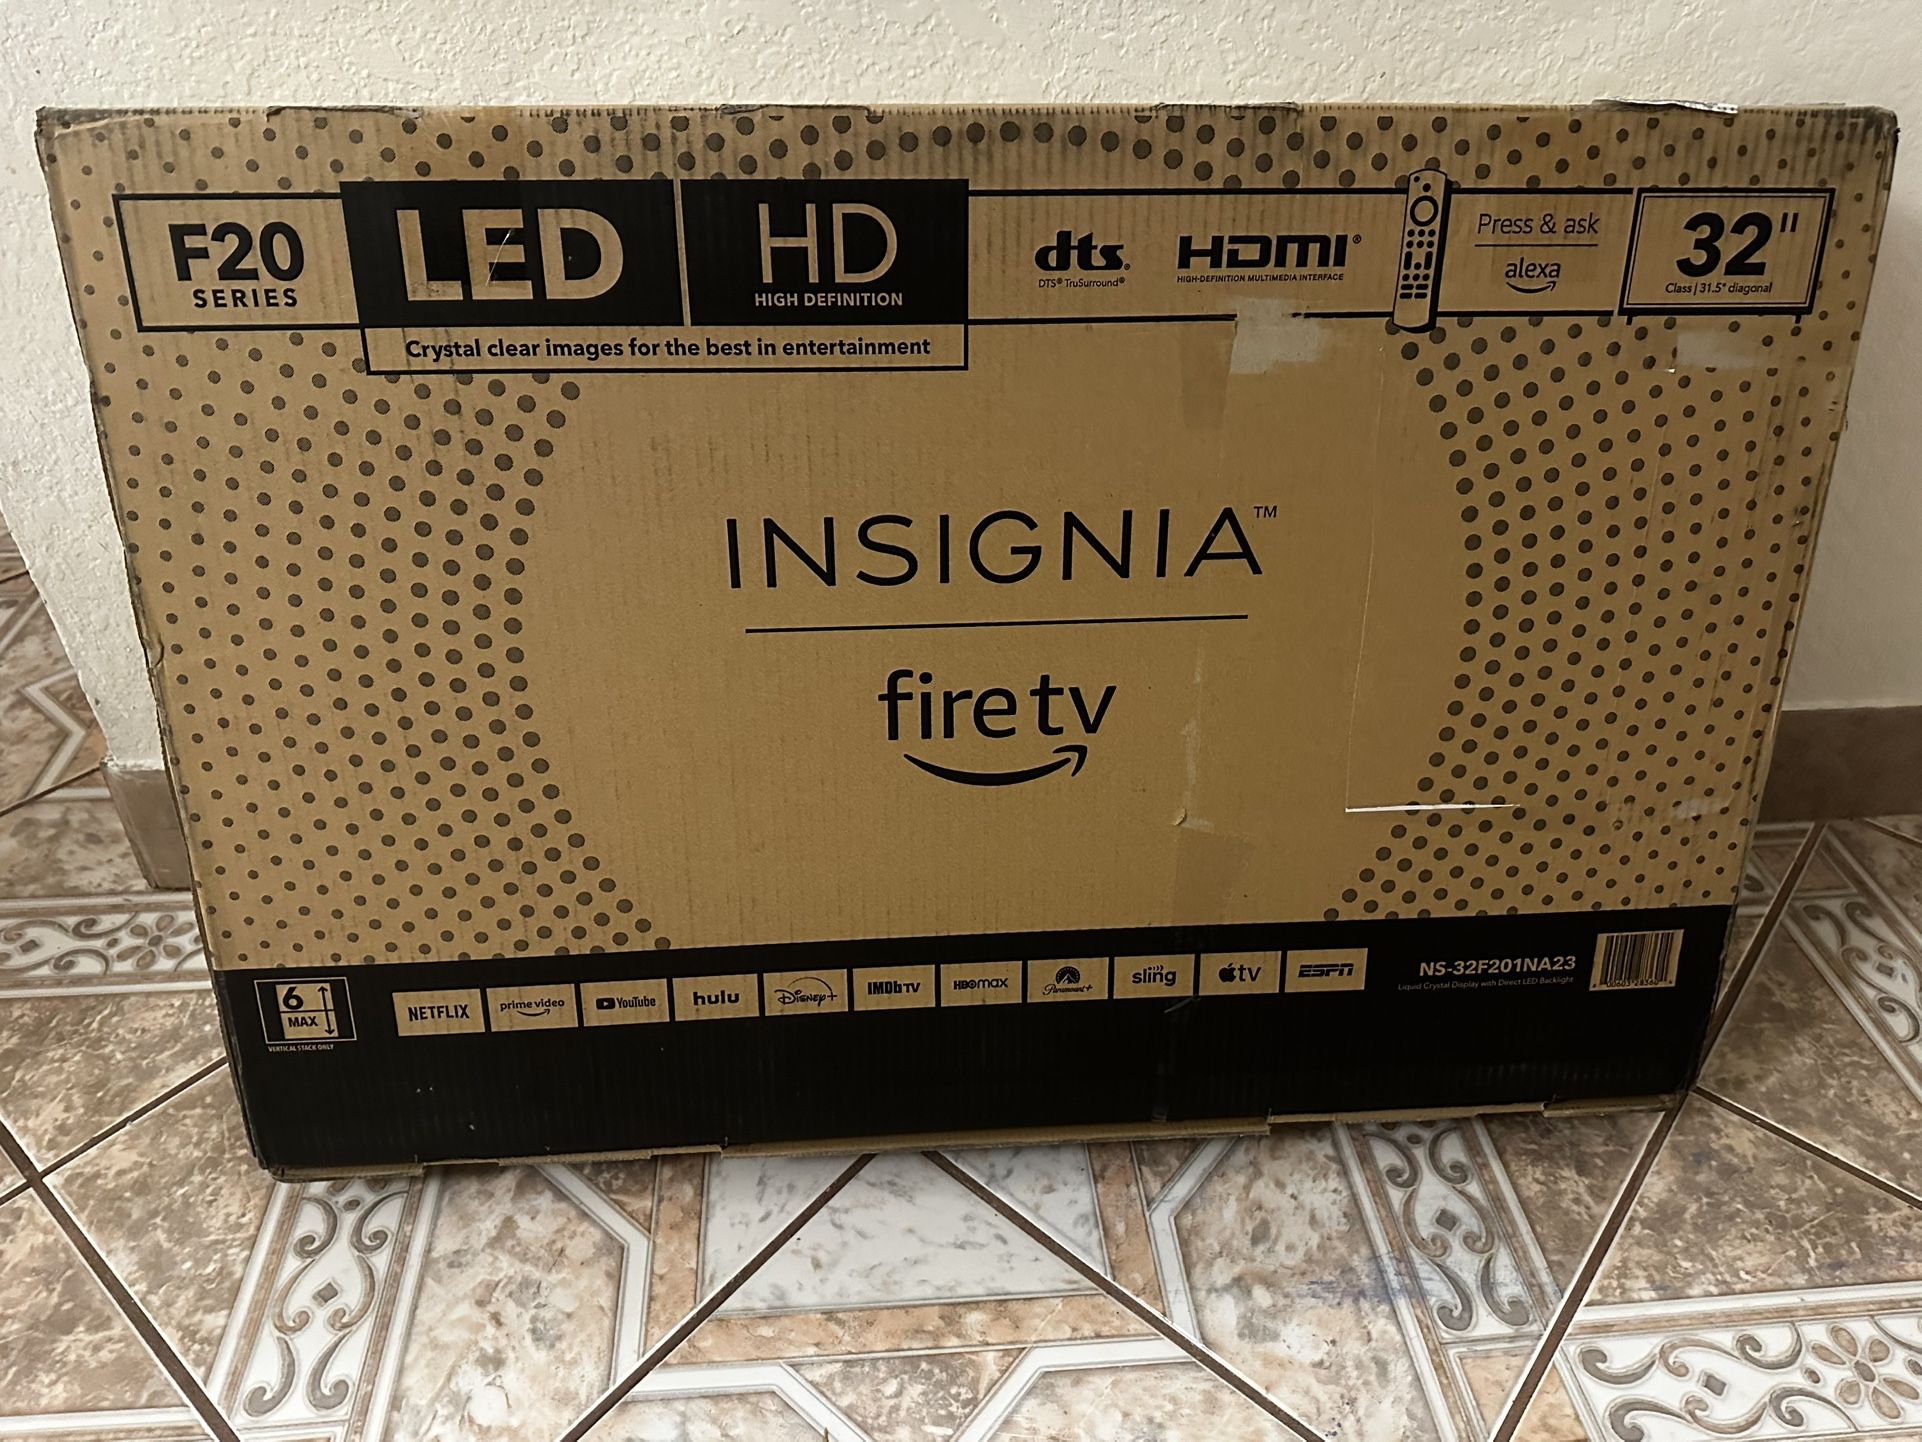 F20
SERIES
LED
HD
HIGH DEFINITION
Crystal clear images for the best in entertainment
dts®
DTS® TruSurround®
HDMI®
HIGH-DEFINITION MULTIMEDIA INTERFACE
Press & ask
alexa
32"
Class | 31.5" diagonal
INSIGNIA™
fire tv
6
MAX
VERTICAL STACK ONLY
NETFLIX
prime video
YouTube
hulu
Disney+
IMDb TV
HBO max
Paramount+
sling
tv
ESPN
NS-32F201NA23
Liquid Crystal Display with Direct LED Backlight